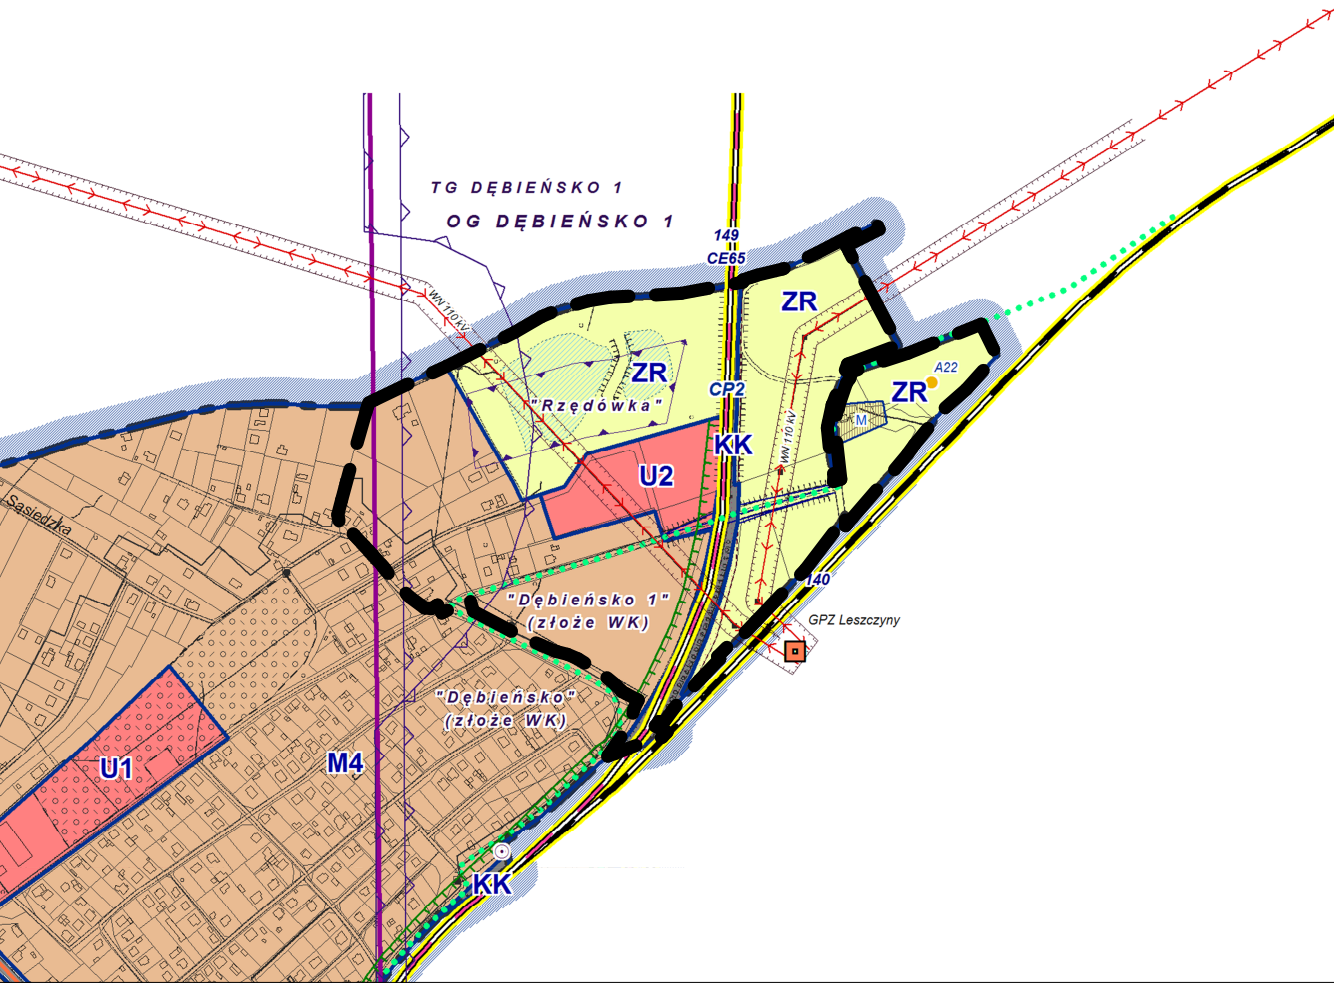 TG DĘBIEŃSKO 1
OG DĘBIEŃSKO 1
149
CE65
WN 110 kV
ZR
ZR
ZR
A22
CP2
"Rzędówka"
M
KK
WN 110 kV
U2
Sąsiedzka
140
"Dębieńsko 1"
(złoże WK)
GPZ Leszczyny
"Dębieńsko"
(złoże WK)
M4
U1
KK